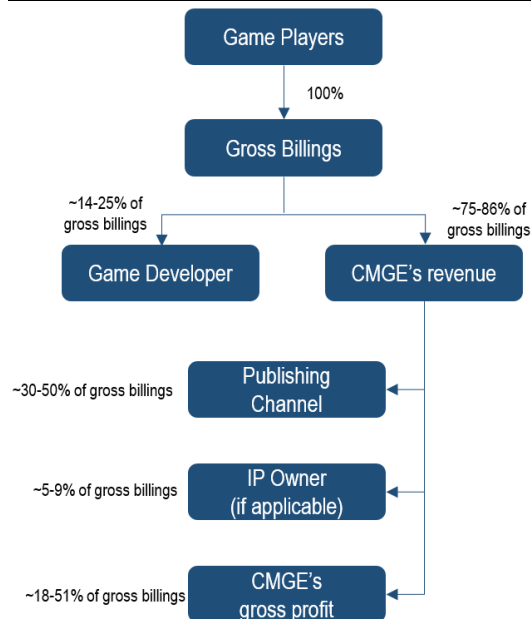 Game Players
100%
Gross Billings
~14-25% of
gross billings
~75-86% of
gross billings
Game Developer
CMGE’s revenue
~30-50% of gross billings
Publishing
Channel
~5-9% of gross billings
IP Owner
(if applicable)
~18-51% of gross billings
CMGE’s
gross profit